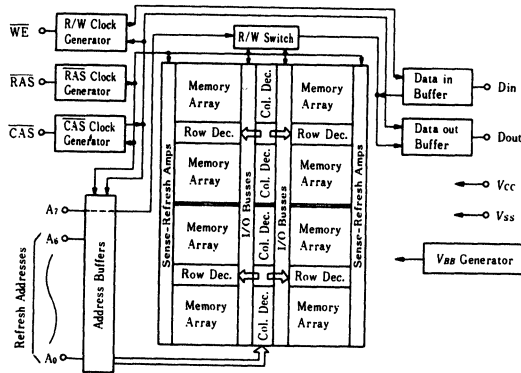 WE
R/W Clock
Generator
RAS
RAS Clock
Generator
CAS
CAS Clock
Generator
R/W Switch
Data in
Buffer
Din
Data out
Buffer
Dout
VCC
VSS
VBB Generator
A7
A6
A0
Refresh Addresses
Address Buffers
Sense-Refresh Amps
Memory
Array
Row Dec.
Memory
Array
Memory
Array
Row Dec.
Memory
Array
I/O Busses
I/O Busses
Col. Dec.
Col. Dec.
Col. Dec.
Col. Dec.
I/O Busses
I/O Busses
Memory
Array
Row Dec.
Memory
Array
Memory
Array
Row Dec.
Memory
Array
Sense-Refresh Amps